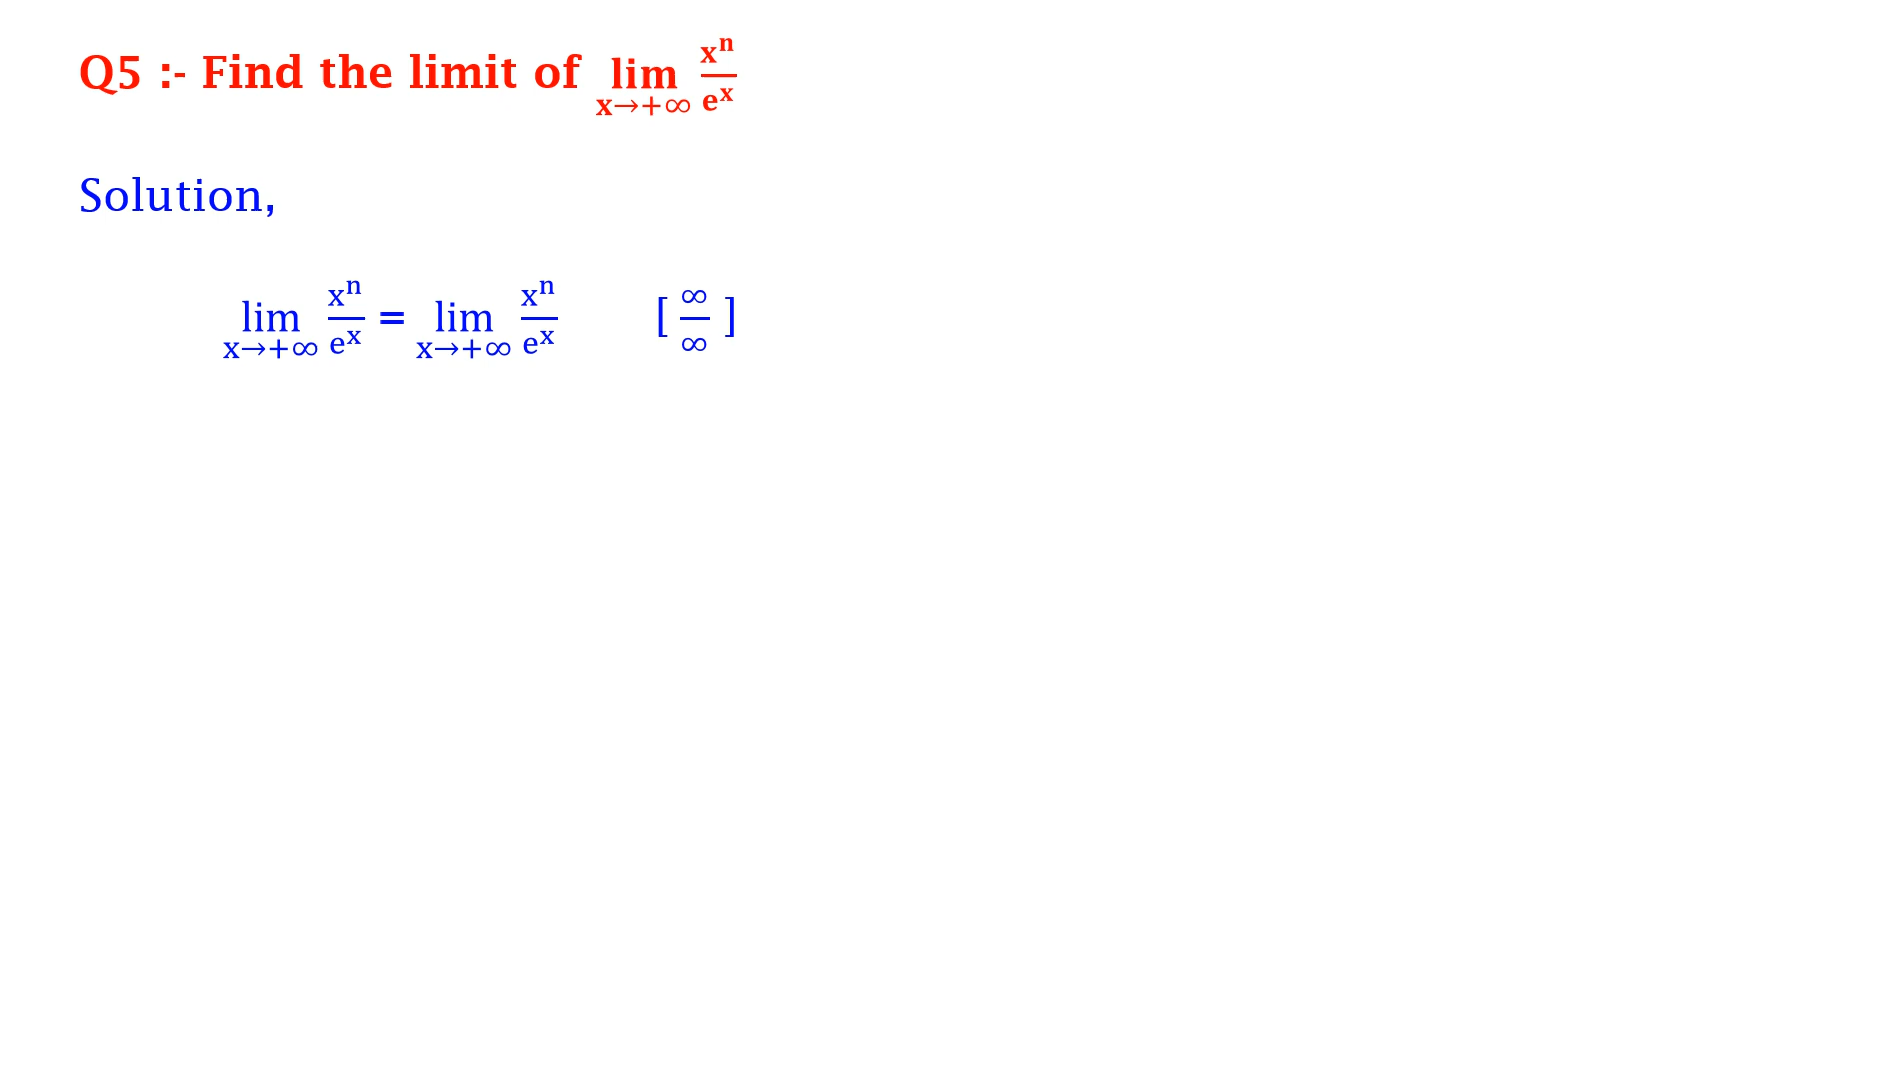 Q5 :- Find the limit of lim x→+∞ xⁿ/eˣ
Solution,
lim x→+∞ xⁿ/eˣ = lim x→+∞ xⁿ/eˣ [ ∞/∞ ]